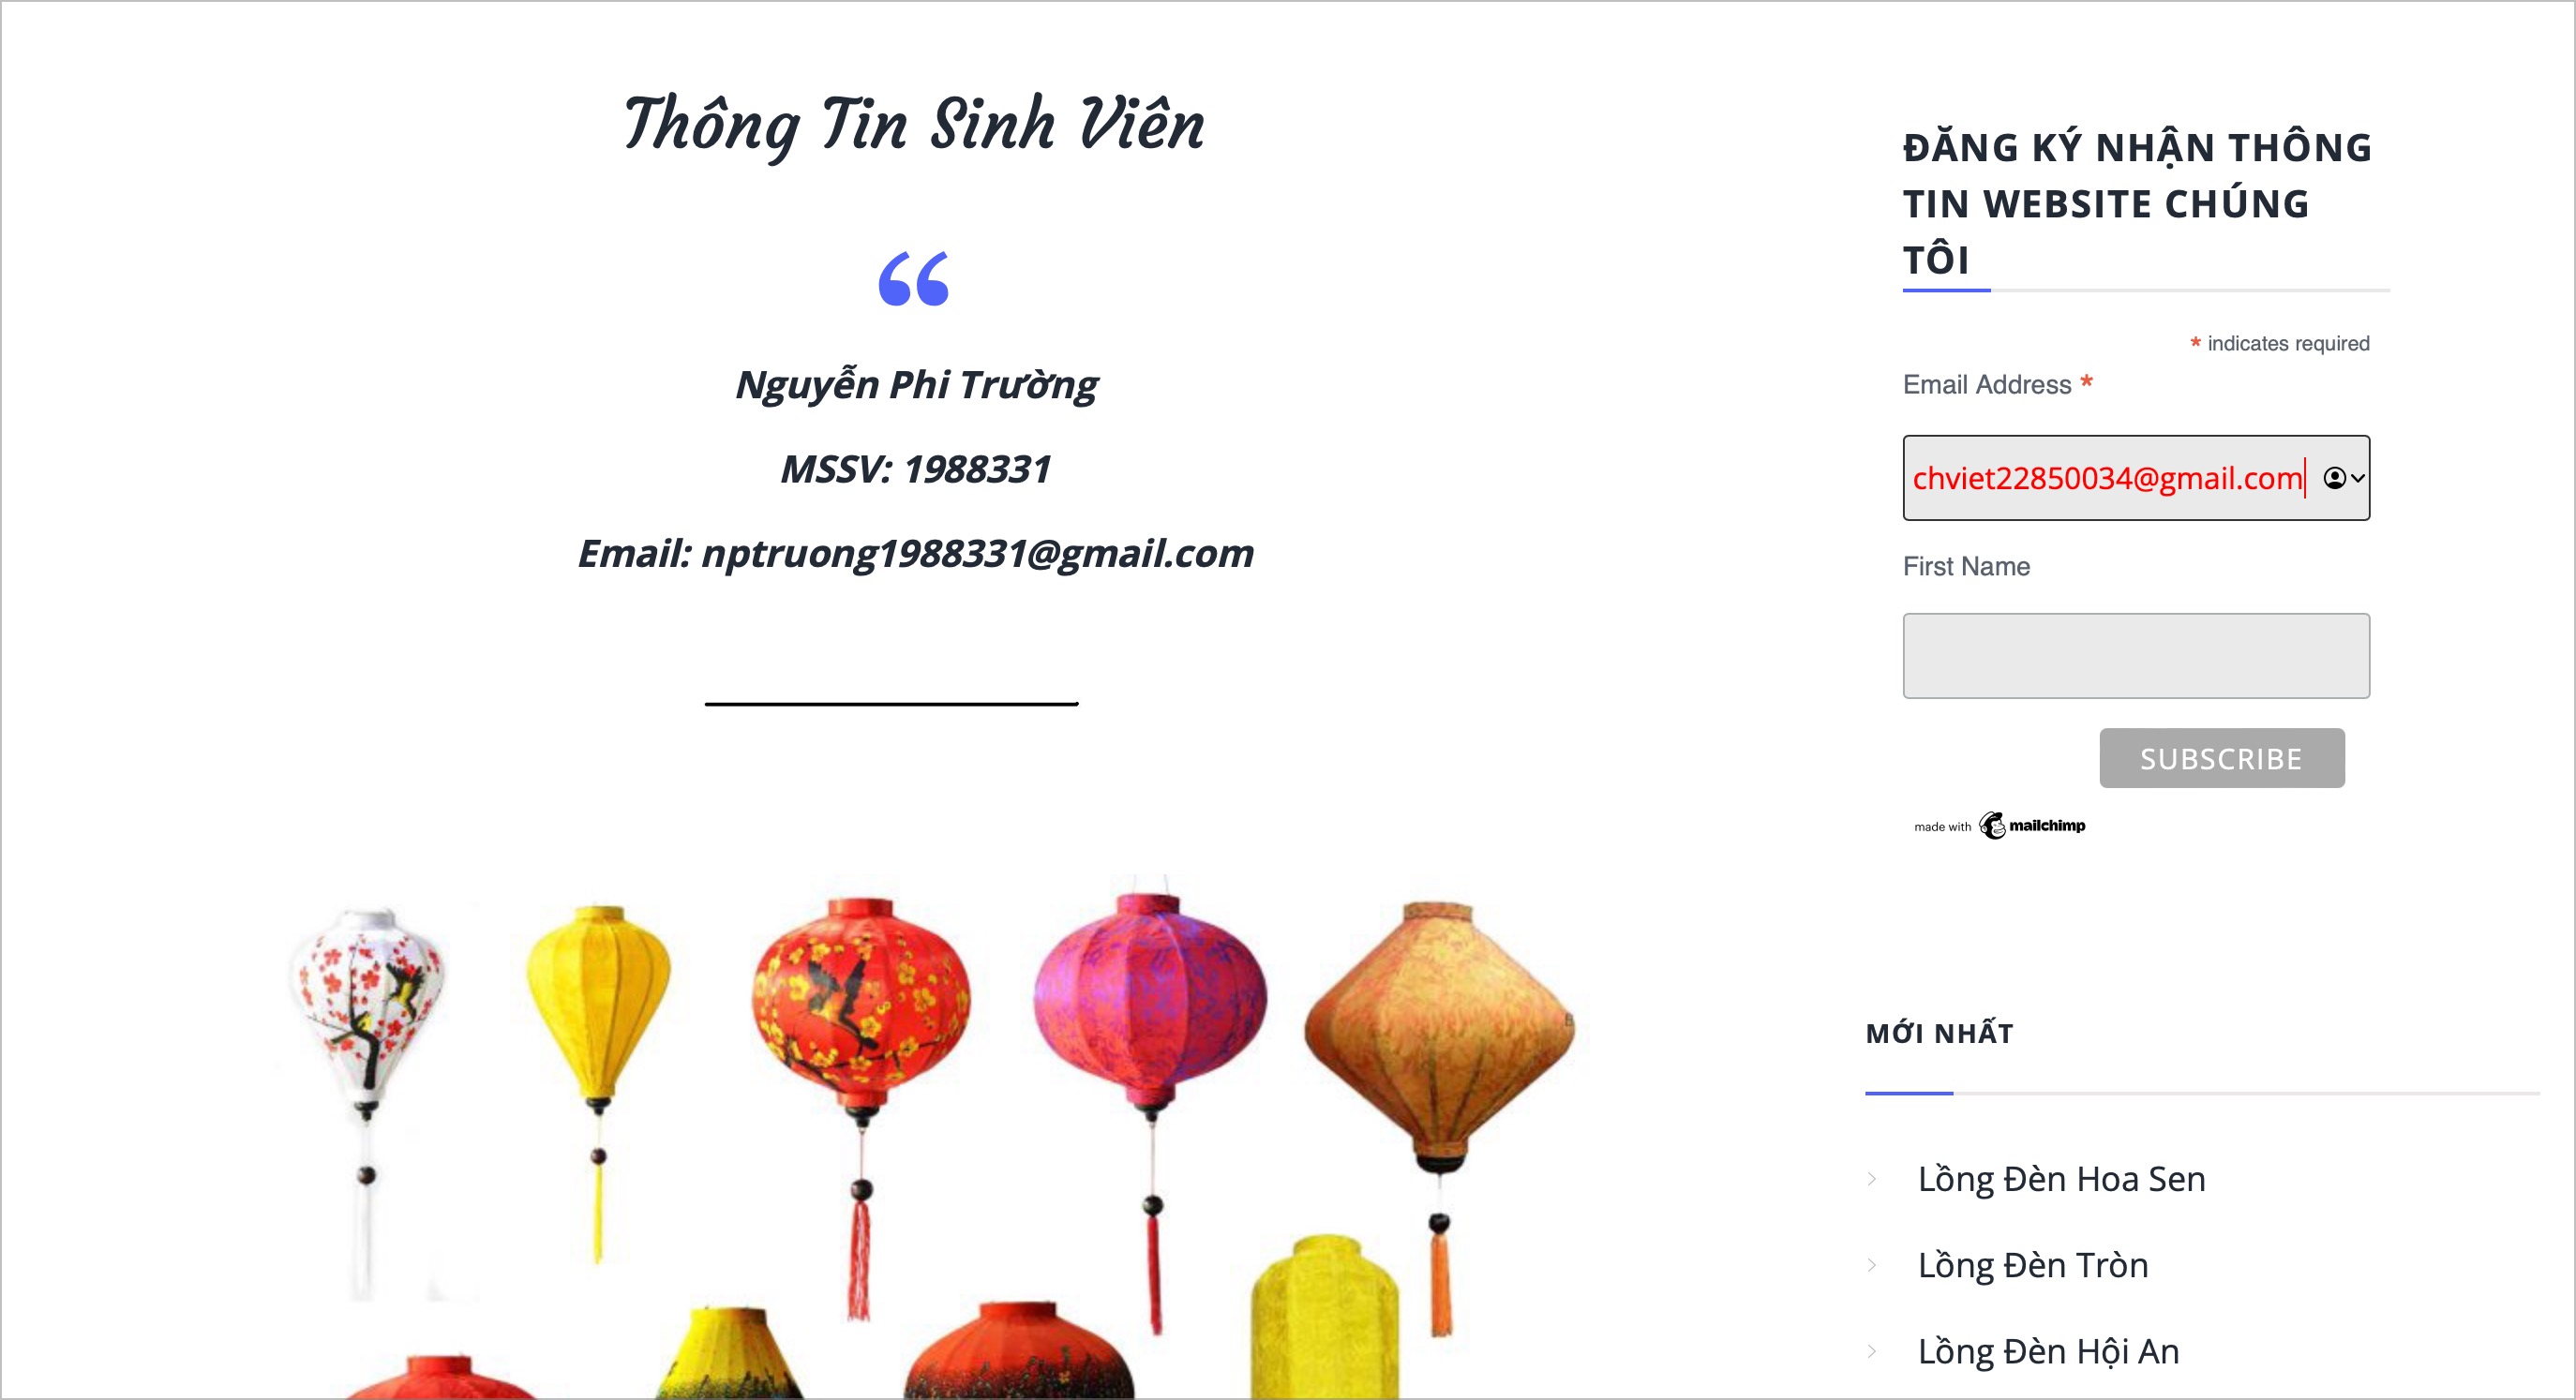 Thông Tin Sinh Viên
“
Nguyễn Phi Trường
MSSV: 1988331
Email: nptruong1988331@gmail.com
ĐĂNG KÝ NHẬN THÔNG
TIN WEBSITE CHÚNG
TÔI
* indicates required
Email Address *
chviet22850034@gmail.com
First Name
SUBSCRIBE
made with mailchimp
MỚI NHẤT
Lồng Đèn Hoa Sen
Lồng Đèn Tròn
Lồng Đèn Hội An